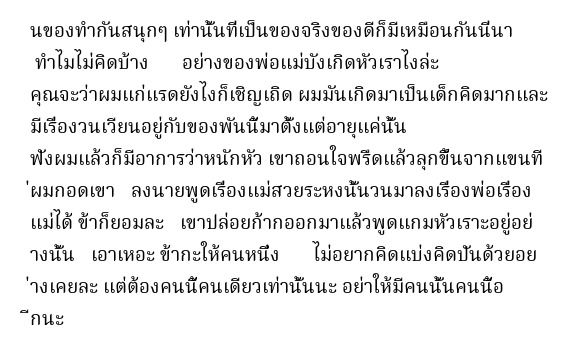 นของทำกันสนุกๆ เท่านั้นที่เป็นของจริงของดีก็มีเหมือนกันนี่นา
ทำไมไม่คิดบ้าง อย่างของพ่อแม่บังเกิดหัวเราไงล่ะ
คุณจะว่าผมแก่แรดยังไงก็เชิญเถิด ผมมันเกิดมาเป็นเด็กคิดมากและ
มีเรื่องวนเวียนอยู่กับของพันนี้มาตั้งแต่อายุแค่นั้น
ฟังผมแล้วก็มีอาการว่าหนักหัว เขาถอนใจพรืดแล้วลุกขึ้นจากแขนที
่ผมกอดเขา ลงนายพูดเรื่องแม่สวยระหงนั้นวนมาลงเรื่องพ่อเรื่อง
แม่ได้ ข้าก็ยอมละ เขาปล่อยก้ากออกมาแล้วพูดแกมหัวเราะอยู่อย่
างนั้น เอาเหอะ ข้ากะให้คนหนึ่ง ไม่อยากคิดแบ่งคิดปันด้วยอย
่างเคยละ แต่ต้องคนนี้คนเดียวเท่านั้นนะ อย่าให้มีคนนั้นคนนี้อ
ีกนะ